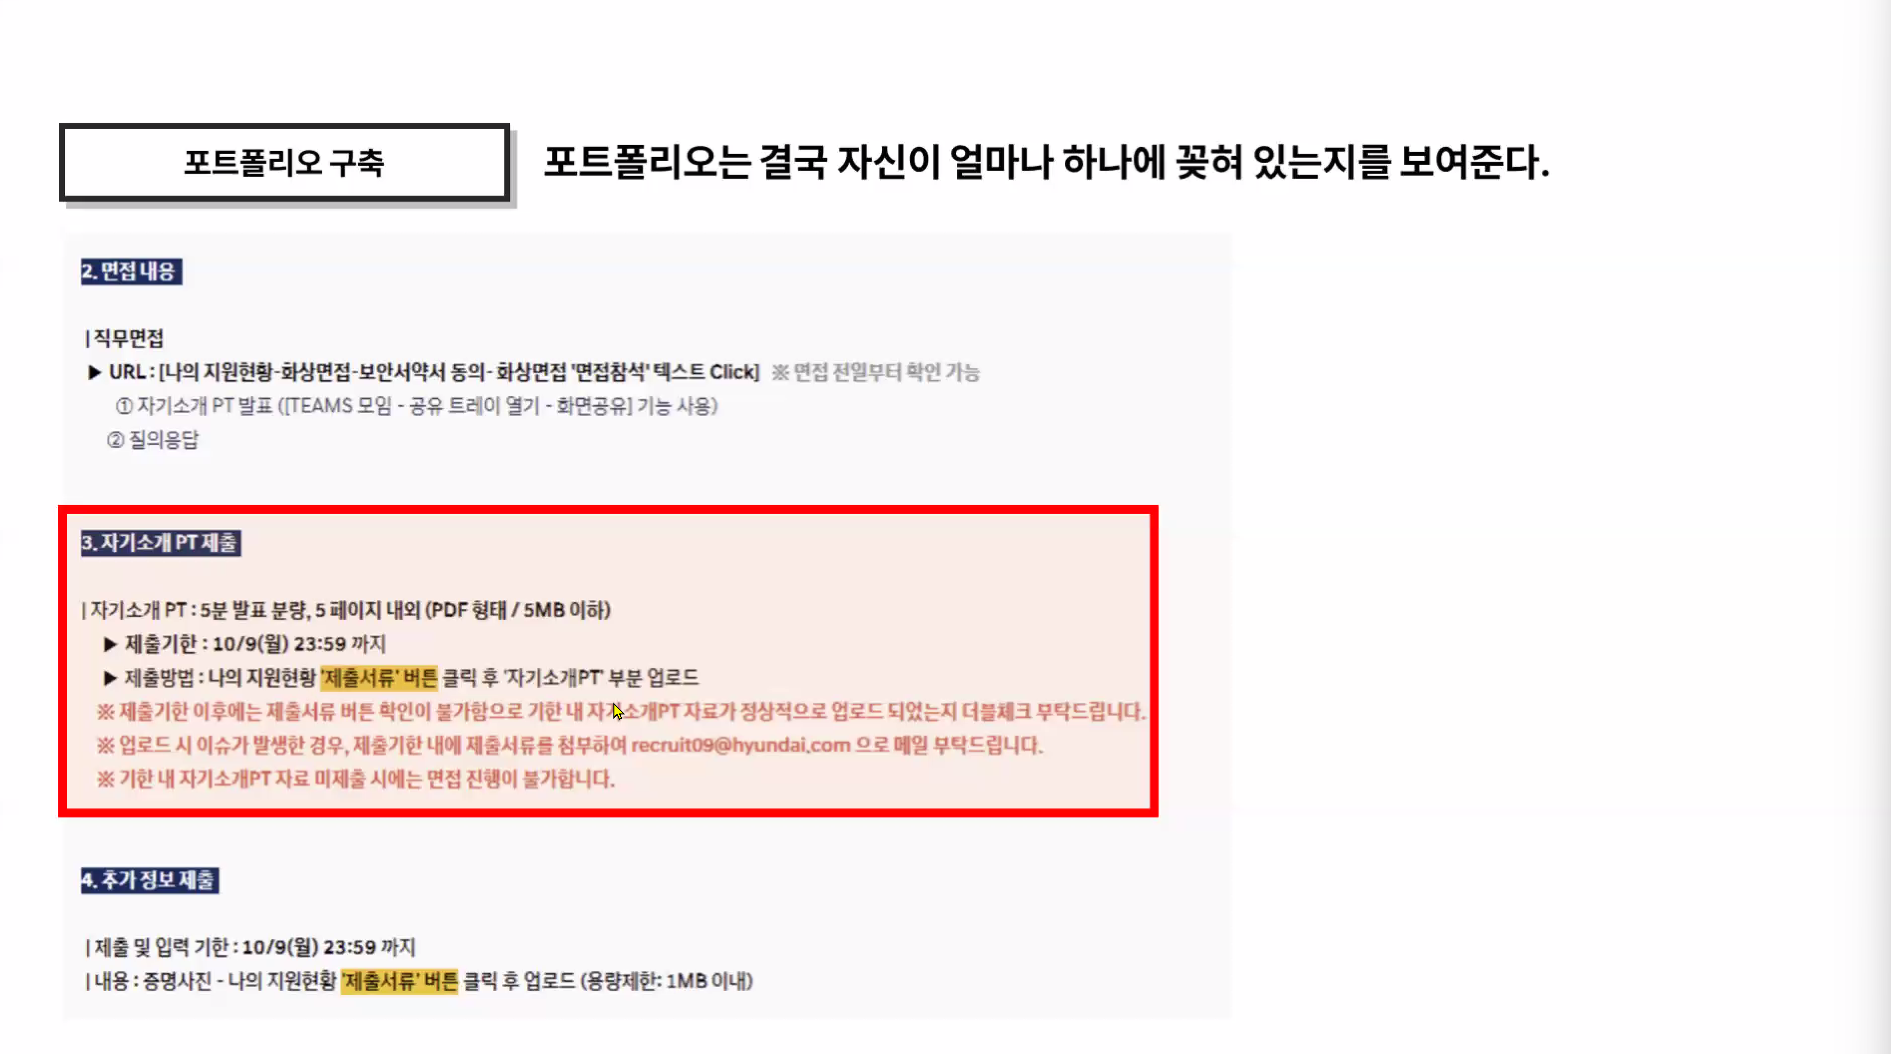 포트폴리오 구축
포트폴리오는 결국 자신이 얼마나 하나에 꽂혀 있는지를 보여준다.
2. 면접 내용
| 직무면접
▶ URL : [나의 지원현황-화상면접-보안서약서 동의- 화상면접 '면접참석' 텍스트 Click] ※ 면접 전일부터 확인 가능
① 자기소개 PT 발표 ([TEAMS 모임 - 공유 트레이 열기 - 화면공유] 기능 사용)
② 질의응답
3. 자기소개 PT 제출
| 자기소개 PT : 5분 발표 분량, 5 페이지 내외 (PDF 형태 / 5MB 이하)
▶ 제출기한 : 10/9(월) 23:59 까지
▶ 제출방법 : 나의 지원현황 '제출서류' 버튼 클릭 후 '자기소개PT' 부분 업로드
※ 제출기한 이후에는 제출서류 버튼 확인이 불가함으로 기한 내 자기소개PT 자료가 정상적으로 업로드 되었는지 더블체크 부탁드립니다.
※ 업로드 시 이슈가 발생한 경우, 제출기한 내에 제출서류를 첨부하여 recruit09@hyundai.com 으로 메일 부탁드립니다.
※ 기한 내 자기소개PT 자료 미제출 시에는 면접 진행이 불가합니다.
4. 추가 정보 제출
| 제출 및 입력 기한 : 10/9(월) 23:59 까지
| 내용 : 증명사진 - 나의 지원현황 '제출서류' 버튼 클릭 후 업로드 (용량제한: 1MB 이내)